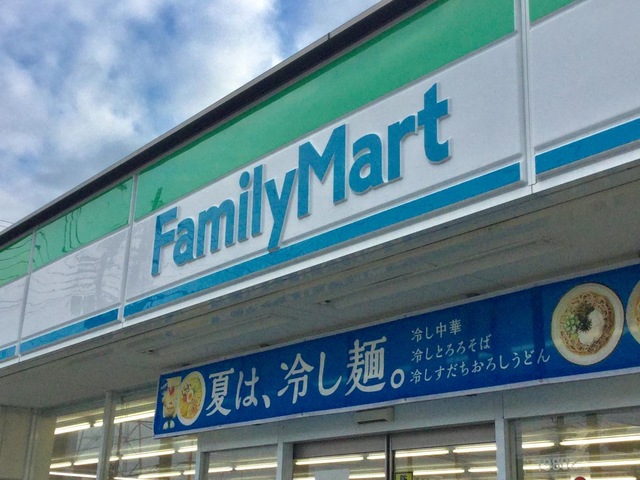 FamilyMart
夏は、冷し麺。
冷し中華
冷しとろろそば
冷しすだちおろしうどん